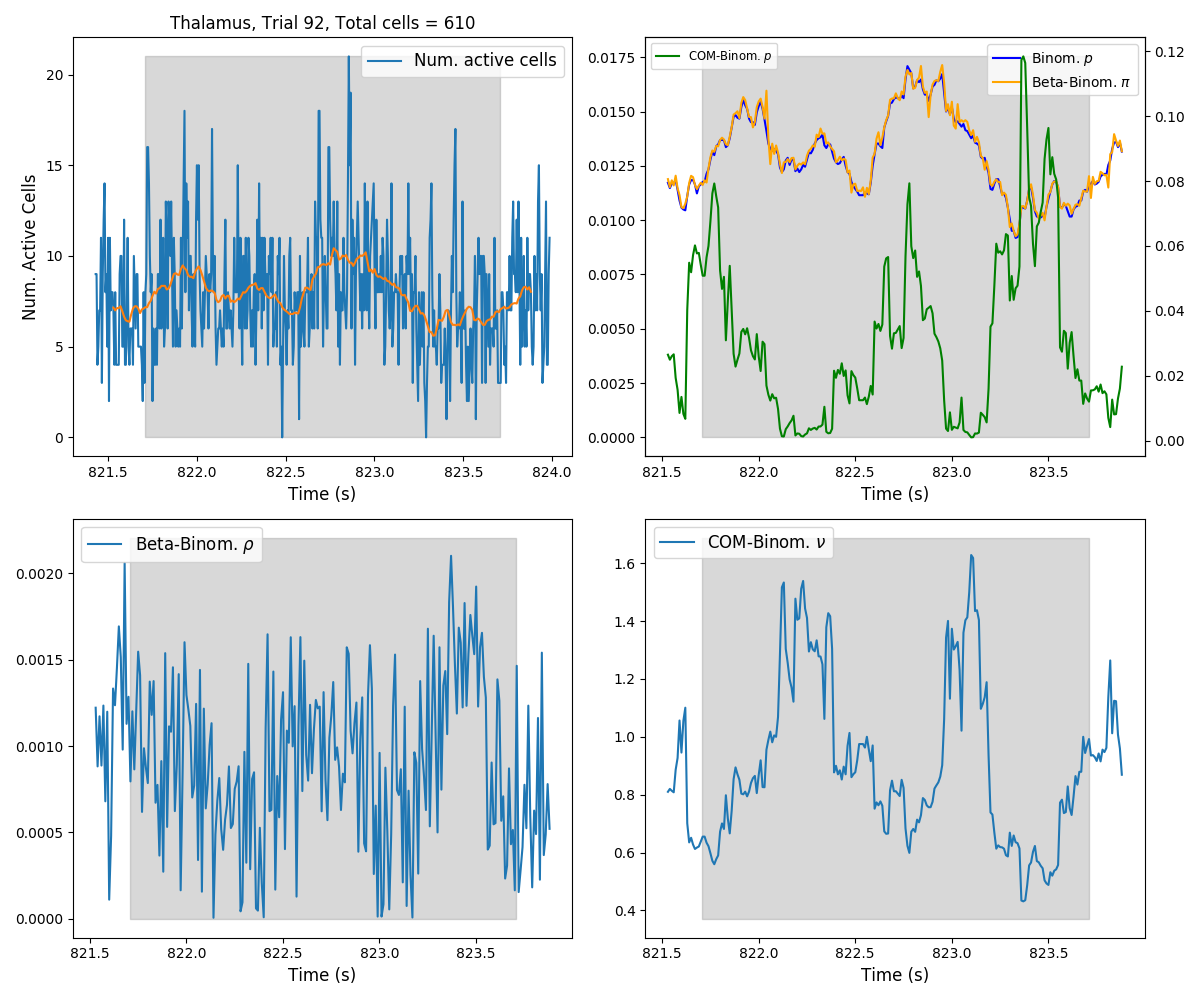 Thalamus, Trial 92, Total cells = 610
Num. Active Cells
20
15
10
5
0
Num. active cells
821.5 822.0 822.5 823.0 823.5 824.0
Time (s)
0.0175
0.0150
0.0125
0.0100
0.0075
0.0050
0.0025
0.0000
COM-Binom. p
Binom. p
Beta-Binom. π
0.12
0.10
0.08
0.06
0.04
0.02
0.00
821.5 822.0 822.5 823.0 823.5
Time (s)
0.0020
0.0015
0.0010
0.0005
0.0000
Beta-Binom. ρ
821.5 822.0 822.5 823.0 823.5
Time (s)
1.6
1.4
1.2
1.0
0.8
0.6
0.4
COM-Binom. ν
821.5 822.0 822.5 823.0 823.5
Time (s)